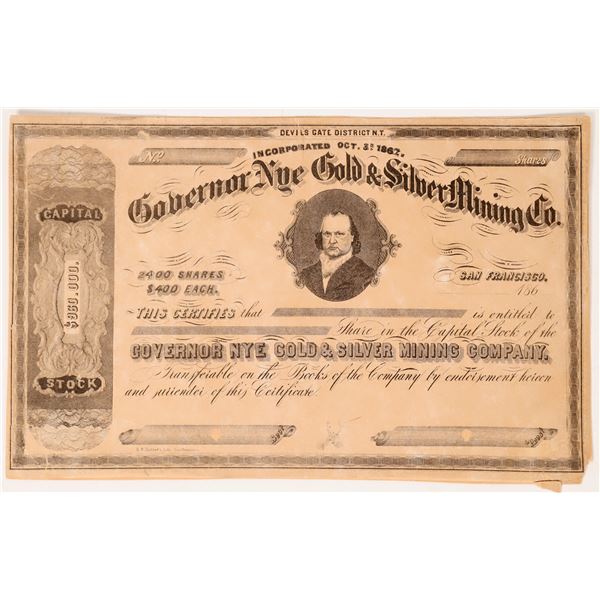 DEVILS GATE DISTRICT N.T.
INCORPORATED OCT. 3D 1862.
No. Shares
Governor Nye Gold & Silver Mining Co.
CAPITAL
$960.000.
STOCK
2400 SHARES
$400 EACH.
SAN FRANCISCO.
186
THIS CERTIFIES that is entitled to
Share in the Capital Stock of the
GOVERNOR NYE GOLD & SILVER MINING COMPANY.
Transferable on the Books of the Company by endorsement hereon
and surrender of this Certificate.